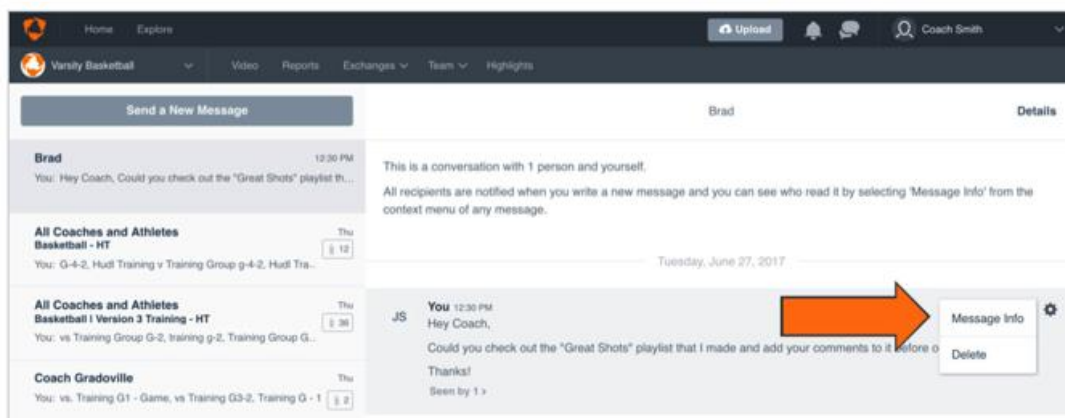 Home Explore Upload Coach Smith
Varsity Basketball Video Reports Exchanges Team Highlights
Send a New Message
Brad 12:30 PM
You: Hey Coach, Could you check out the "Great Shots" playlist th...
All Coaches and Athletes Thu
Basketball - HT 12
You: G-4-2, Hudl Training v Training Group g-4-2, Hudl Tra...
All Coaches and Athletes Thu
Basketball I Version 3 Training - HT 36
You: vs Training Group G-2, training g-2, Training Group G...
Coach Gradoville Thu
You: vs. Training G1 - Game, vs Training G3-2, Training G - 1 2
Brad Details
This is a conversation with 1 person and yourself.
All recipients are notified when you write a new message and you can see who read it by selecting 'Message Info' from the
context menu of any message.
Tuesday, June 27, 2017
JS You 12:30 PM
Hey Coach,
Could you check out the "Great Shots" playlist that I made and add your comments to it before o
Thanks!
Seen by 1 >
Message Info
Delete